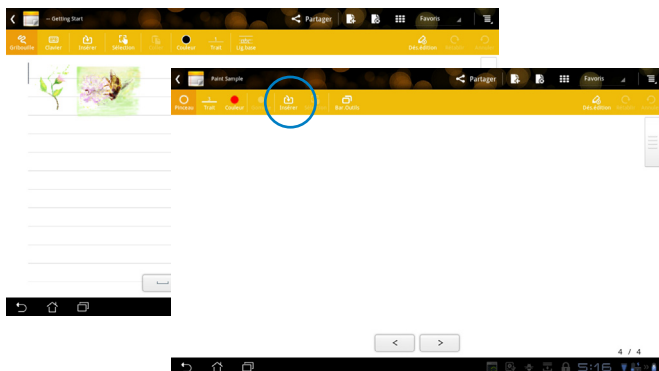 – Getting Start
Partager
Favoris
Gribouille
Clavier
Insérer
Sélection
Couleur
Trait
Lig.base
Dés.édition
Paint Sample
Partager
Favoris
Pinceau
Trait
Couleur
Insérer
Bar Outils
Dés.édition
< >
4 / 4
5:16